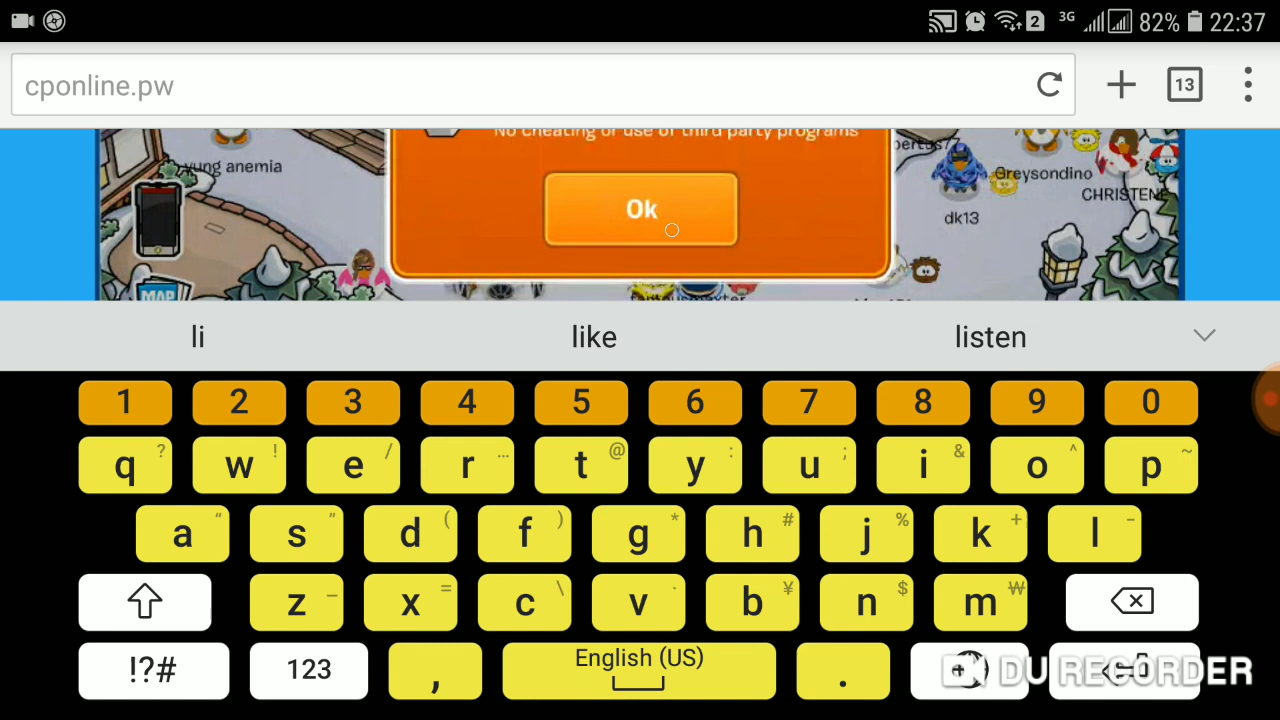 2 3G 82% 22:37
cponline.pw 13
No cheating or use of third party programs
yung anemia
Greysondino
CHRISTENE
Ok
dk13
MAP
li like listen
1 2 3 4 5 6 7 8 9 0
q ? w ! e / r ... t @ y : u ; i & o ^ p ~
a “ s ” d ( f ) g * h # j % k + l -
z _ x = c \ v · b ¥ n $ m ₩
!?# 123 , English (US) .
DU RECORDER